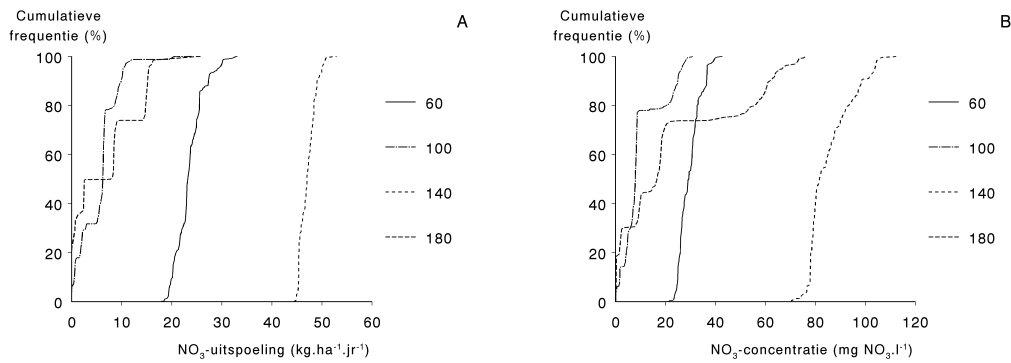 Cumulatieve
frequentie (%)
A
100
80
60
40
20
0
0 10 20 30 40 50 60
NO₃-uitspoeling (kg.ha⁻¹.jr⁻¹)
60
100
140
180
Cumulatieve
frequentie (%)
B
100
80
60
40
20
0
0 20 40 60 80 100 120
NO₃-concentratie (mg NO₃.l⁻¹)
60
100
140
180